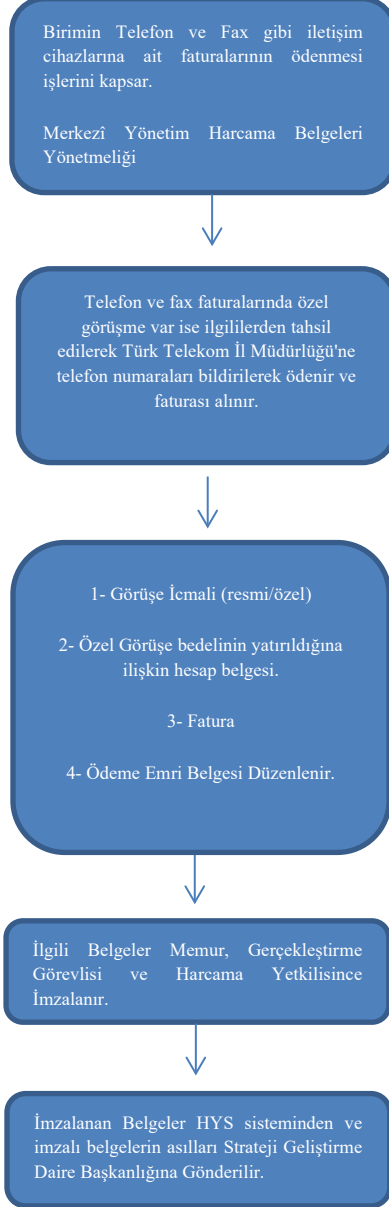 Birimin Telefon ve Fax gibi iletişim
cihazlarına ait faturalarının ödenmesi
işlerini kapsar.
Merkezî Yönetim Harcama Belgeleri
Yönetmeliği
Telefon ve fax faturalarında özel
görüşme var ise ilgililerden tahsil
edilerek Türk Telekom İl Müdürlüğü'ne
telefon numaraları bildirilerek ödenir ve
faturası alınır.
1- Görüşe İcmali (resmi/özel)
2- Özel Görüşe bedelinin yatırıldığına
ilişkin hesap belgesi.
3- Fatura
4- Ödeme Emri Belgesi Düzenlenir.
İlgili Belgeler Memur, Gerçekleştirme
Görevlisi ve Harcama Yetkilisince
İmzalanır.
İmzalanan Belgeler HYS sisteminden ve
imzalı belgelerin asılları Strateji Geliştirme
Daire Başkanlığına Gönderilir.